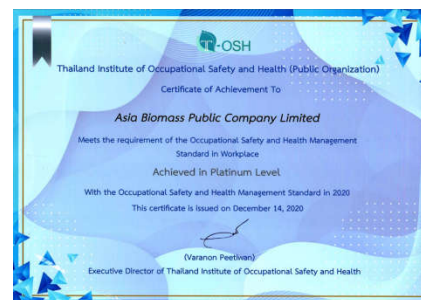 T-OSH
Thailand Institute of Occupational Safety and Health (Public Organization)
Certificate of Achievement To
Asia Biomass Public Company Limited
Meets the requirement of the Occupational Safety and Health Management
Standard in Workplace
Achieved in Platinum Level
With the Occupational Safety and Health Management Standard in 2020
This certificate is issued on December 14, 2020
(Varanon Peetiwan)
Executive Director of Thailand Institute of Occupational Safety and Health